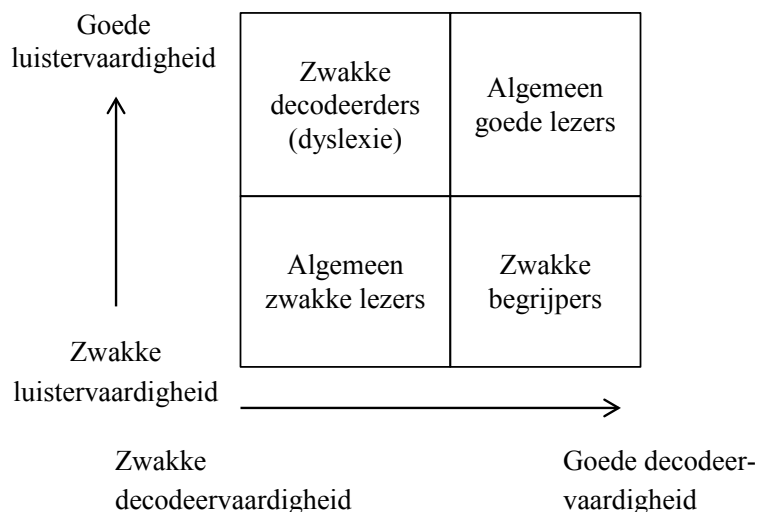 Goede
luistervaardigheid
Zwakke
decodeerders
(dyslexie)
Algemeen
goede lezers
Algemeen
zwakke lezers
Zwakke
begrijpers
Zwakke
luistervaardigheid
Zwakke
decodeervaardigheid
Goede decodeer-
vaardigheid